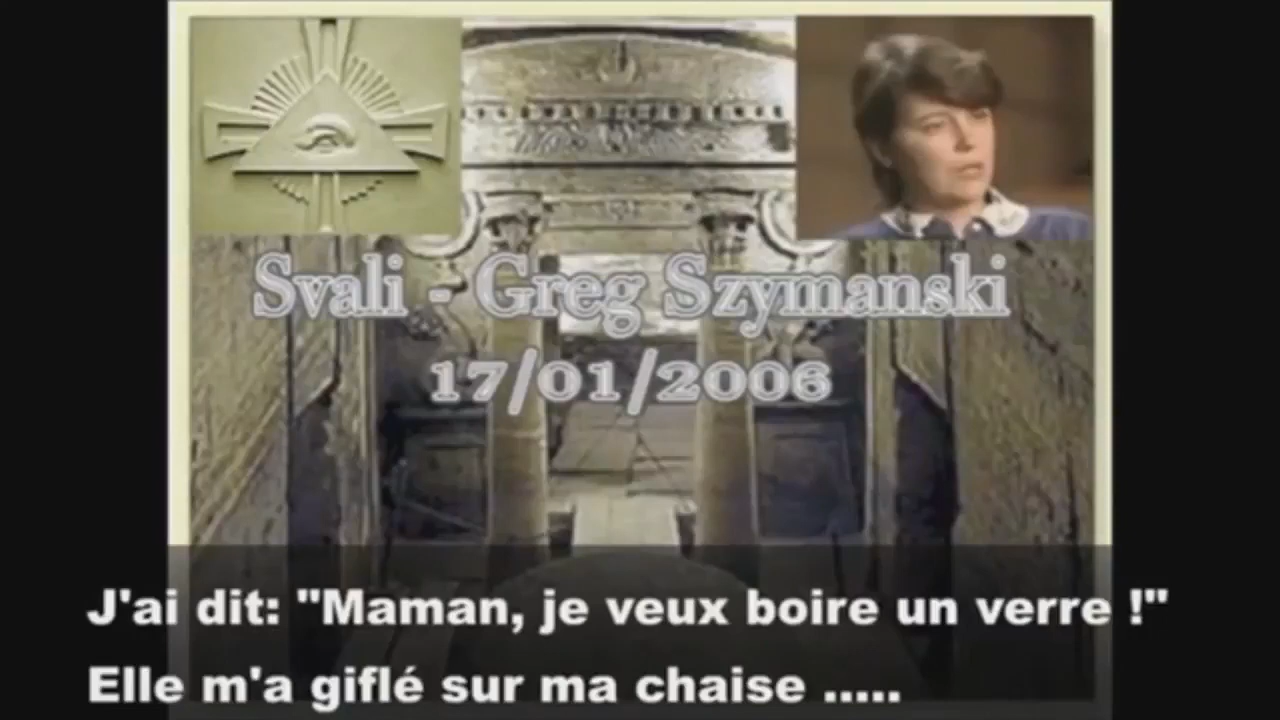 Svali - Greg Szymanski
17/01/2006
J'ai dit: "Maman, je veux boire un verre !"
Elle m'a giflé sur ma chaise .....